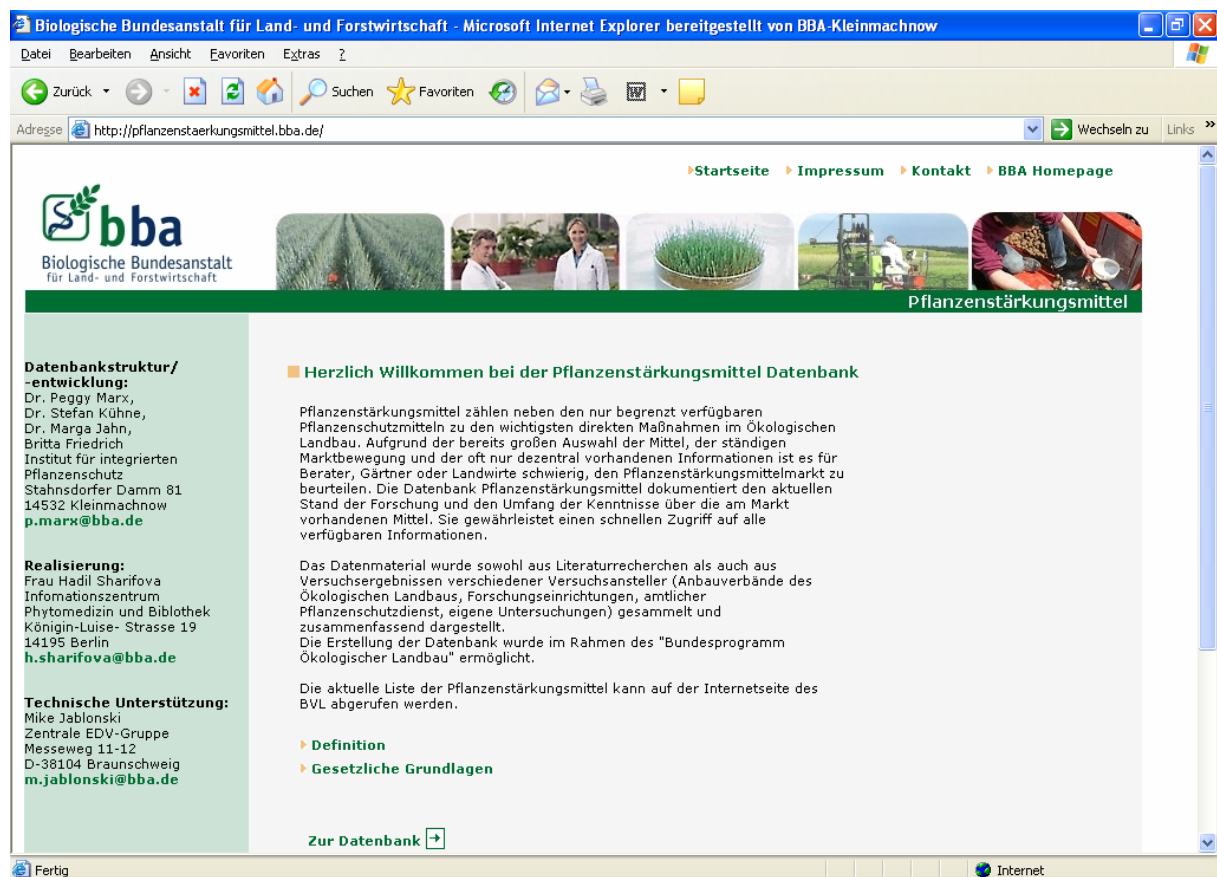 Biologische Bundesanstalt für Land- und Forstwirtschaft - Microsoft Internet Explorer bereitgestellt von BBA-Kleinmachnow
Datei Bearbeiten Ansicht Favoriten Extras ?
Zurück Suchen Favoriten
Adresse http://pflanzenstaerkungsmittel.bba.de/ Wechseln zu Links »
Startseite Impressum Kontakt BBA Homepage
bba
Biologische Bundesanstalt
für Land- und Forstwirtschaft
Pflanzenstärkungsmittel
Datenbankstruktur/
-entwicklung:
Dr. Peggy Marx,
Dr. Stefan Kühne,
Dr. Marga Jahn,
Britta Friedrich
Institut für integrierten
Pflanzenschutz
Stahnsdorfer Damm 81
14532 Kleinmachnow
p.marx@bba.de
Realisierung:
Frau Hadil Sharifova
Infomationszentrum
Phytomedizin und Biblothek
Königin-Luise- Strasse 19
14195 Berlin
h.sharifova@bba.de
Technische Unterstützung:
Mike Jablonski
Zentrale EDV-Gruppe
Messeweg 11-12
D-38104 Braunschweig
m.jablonski@bba.de
Herzlich Willkommen bei der Pflanzenstärkungsmittel Datenbank
Pflanzenstärkungsmittel zählen neben den nur begrenzt verfügbaren
Pflanzenschutzmitteln zu den wichtigsten direkten Maßnahmen im Ökologischen
Landbau. Aufgrund der bereits großen Auswahl der Mittel, der ständigen
Marktbewegung und der oft nur dezentral vorhandenen Informationen ist es für
Berater, Gärtner oder Landwirte schwierig, den Pflanzenstärkungsmittelmarkt zu
beurteilen. Die Datenbank Pflanzenstärkungsmittel dokumentiert den aktuellen
Stand der Forschung und den Umfang der Kenntnisse über die am Markt
vorhandenen Mittel. Sie gewährleistet einen schnellen Zugriff auf alle
verfügbaren Informationen.
Das Datenmaterial wurde sowohl aus Literaturrecherchen als auch aus
Versuchsergebnissen verschiedener Versuchsansteller (Anbauverbände des
Ökologischen Landbaus, Forschungseinrichtungen, amtlicher
Pflanzenschutzdienst, eigene Untersuchungen) gesammelt und
zusammenfassend dargestellt.
Die Erstellung der Datenbank wurde im Rahmen des "Bundesprogramm
Ökologischer Landbau" ermöglicht.
Die aktuelle Liste der Pflanzenstärkungsmittel kann auf der Internetseite des
BVL abgerufen werden.
Definition
Gesetzliche Grundlagen
Zur Datenbank
Fertig Internet